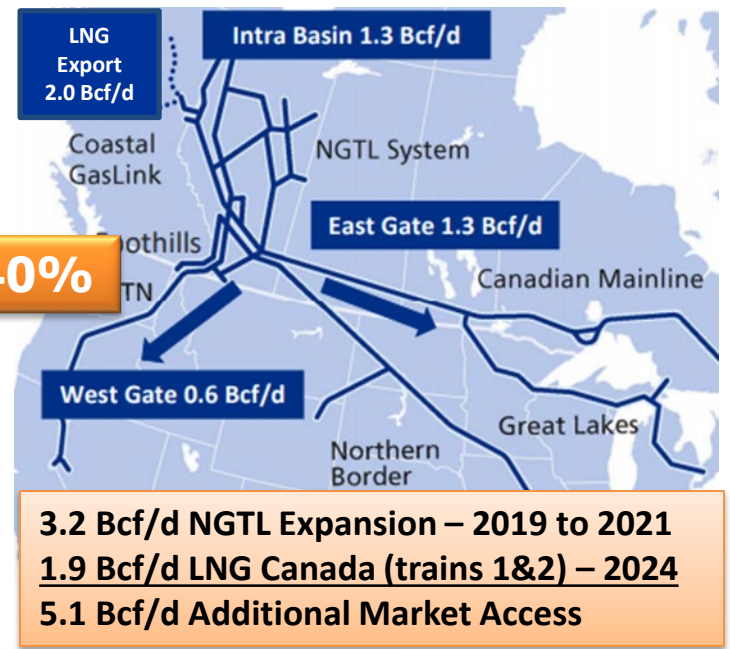 LNG
Export
2.0 Bcf/d
Intra Basin 1.3 Bcf/d
Coastal
GasLink
NGTL System
East Gate 1.3 Bcf/d
Canadian Mainline
0%
West Gate 0.6 Bcf/d
Great Lakes
Northern
Border
3.2 Bcf/d NGTL Expansion – 2019 to 2021
1.9 Bcf/d LNG Canada (trains 1&2) – 2024
5.1 Bcf/d Additional Market Access